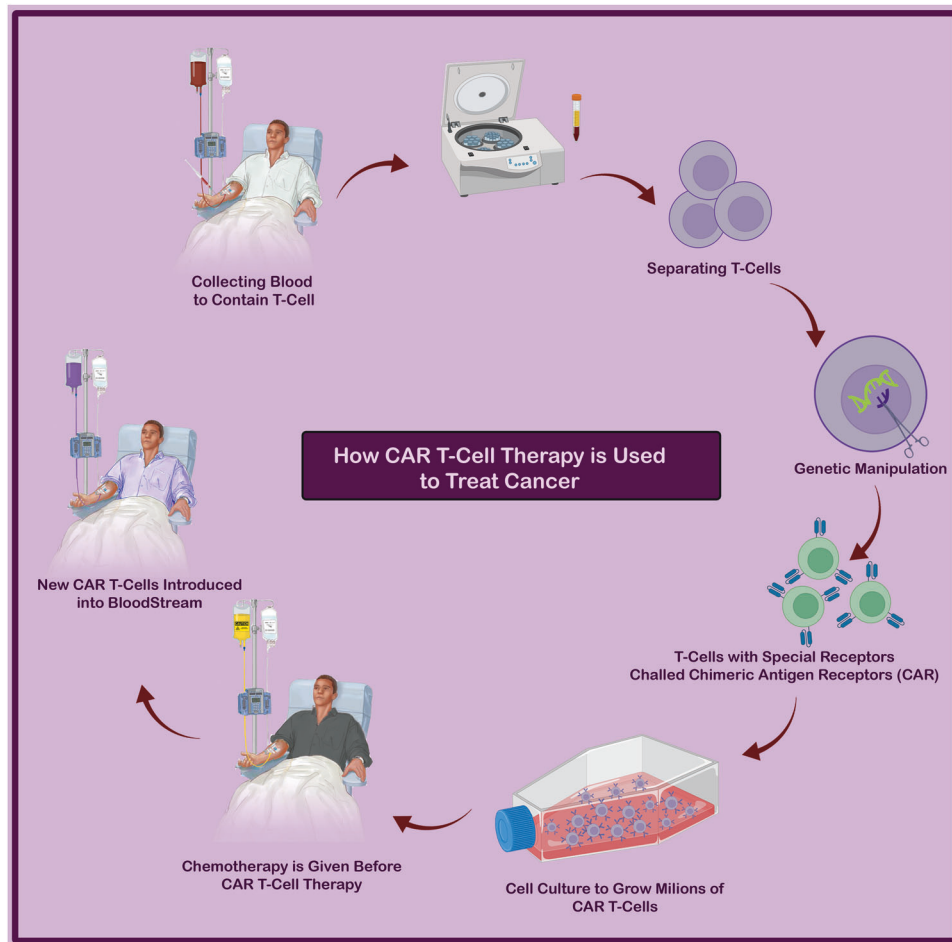 Collecting Blood
to Contain T-Cell
Separating T-Cells
Genetic Manipulation
T-Cells with Special Receptors
Challed Chimeric Antigen Receptors (CAR)
Cell Culture to Grow Milions of
CAR T-Cells
Chemotherapy is Given Before
CAR T-Cell Therapy
New CAR T-Cells Introduced
into BloodStream
How CAR T-Cell Therapy is Used
to Treat Cancer